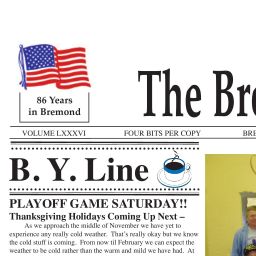 86 Years
in Bremond
The Bre
VOLUME LXXXVI FOUR BITS PER COPY BRE
B. Y. Line
PLAYOFF GAME SATURDAY!!
Thanksgiving Holidays Coming Up Next –
As we approach the middle of November we have yet to
experience any really cold weather. That's really okay but we know
the cold stuff is coming. From now til February we can expect the
weather to be cold rather than the warm and mild we have had. At